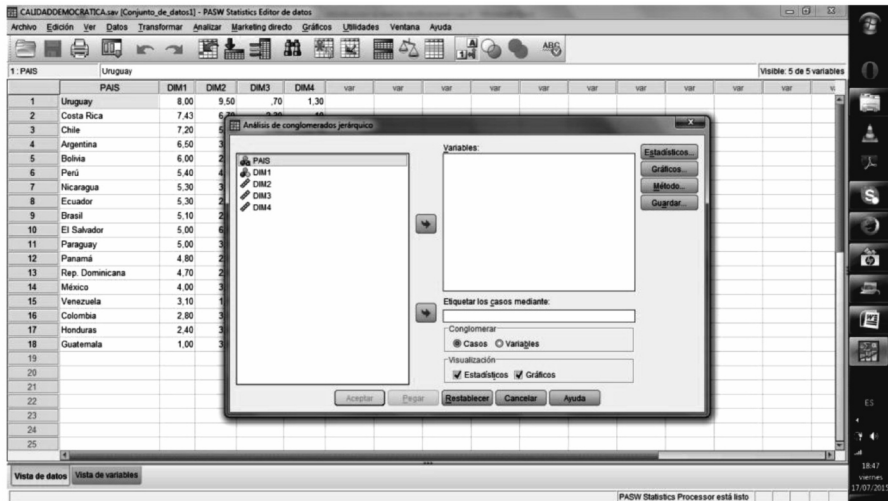 CALIDADDEMOCRATICA.sav [Conjunto_de_datos1] - PASW Statistics Editor de datos
Archivo Edición Ver Datos Transformar Analizar Marketing directo Gráficos Utilidades Ventana Ayuda
1 : PAIS Uruguay Visible: 5 de 5 variables
PAIS DIM1 DIM2 DIM3 DIM4 var var var var var var var var
1 Uruguay 8,00 9,50 ,70 1,30
2 Costa Rica 7,43
3 Chile 7,20
4 Argentina 6,50
5 Bolivia 6,00
6 Perú 5,40
7 Nicaragua 5,30
8 Ecuador 5,30
9 Brasil 5,10
10 El Salvador 5,00
11 Paraguay 5,00
12 Panamá 4,80
13 Rep. Dominicana 4,70
14 México 4,00
15 Venezuela 3,10
16 Colombia 2,80
17 Honduras 2,40
18 Guatemala 1,00
19
20
21
22
23
24
25
Análisis de conglomerados jerárquico
PAIS
DIM1
DIM2
DIM3
DIM4
Variables:
Estadísticos...
Gráficos...
Método...
Guardar...
Etiquetar los casos mediante:
Conglomerar
Casos Variables
Visualización
Estadísticos Gráficos
Aceptar Pegar Restablecer Cancelar Ayuda
Vista de datos Vista de variables
PASW Statistics Processor está listo
ES
18:47
viernes